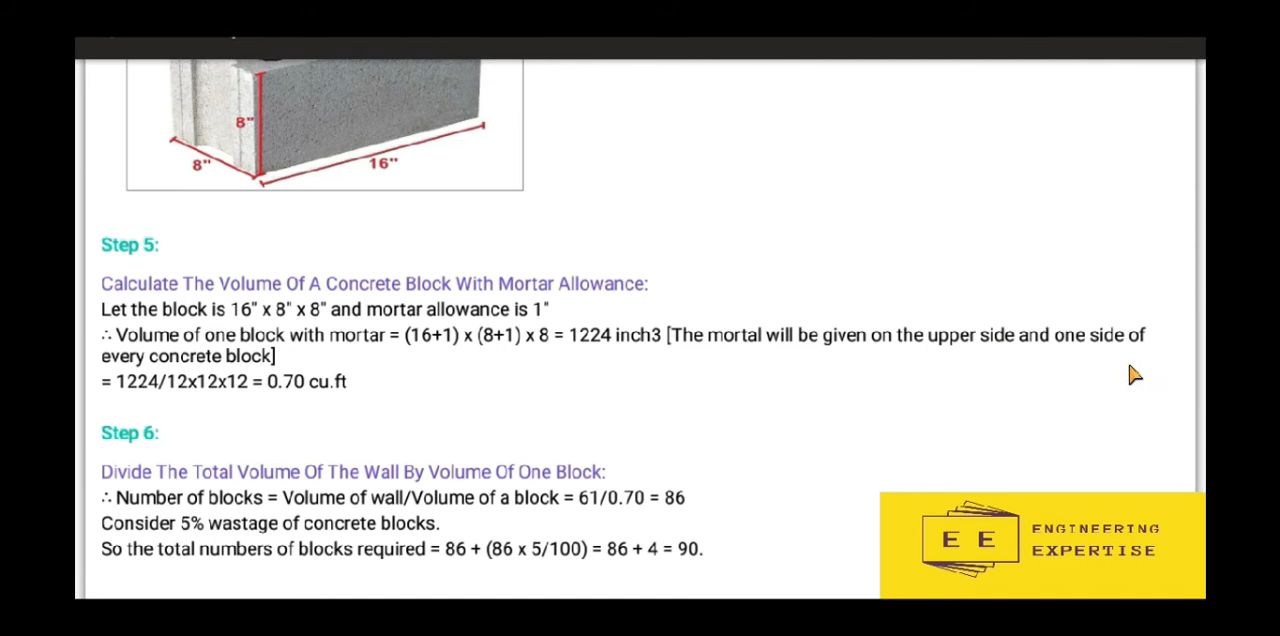 8"
8"
16"
Step 5:
Calculate The Volume Of A Concrete Block With Mortar Allowance:
Let the block is 16" x 8" x 8" and mortar allowance is 1"
∴ Volume of one block with mortar = (16+1) x (8+1) x 8 = 1224 inch3 [The mortal will be given on the upper side and one side of
every concrete block]
= 1224/12x12x12 = 0.70 cu.ft
Step 6:
Divide The Total Volume Of The Wall By Volume Of One Block:
∴ Number of blocks = Volume of wall/Volume of a block = 61/0.70 = 86
Consider 5% wastage of concrete blocks.
So the total numbers of blocks required = 86 + (86 x 5/100) = 86 + 4 = 90.
E E
ENGINEERING
EXPERTISE